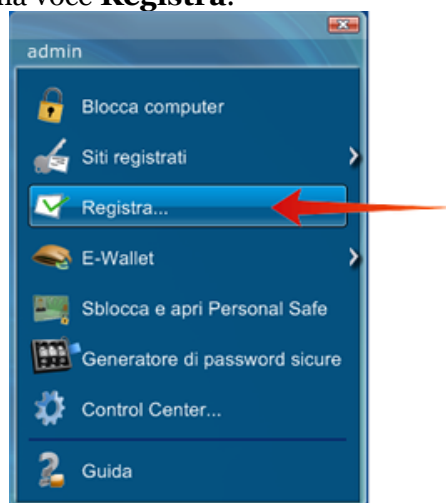 na voce Registra:
admin
Blocca computer
Siti registrati
Registra...
E-Wallet
Sblocca e apri Personal Safe
Generatore di password sicure
Control Center...
Guida